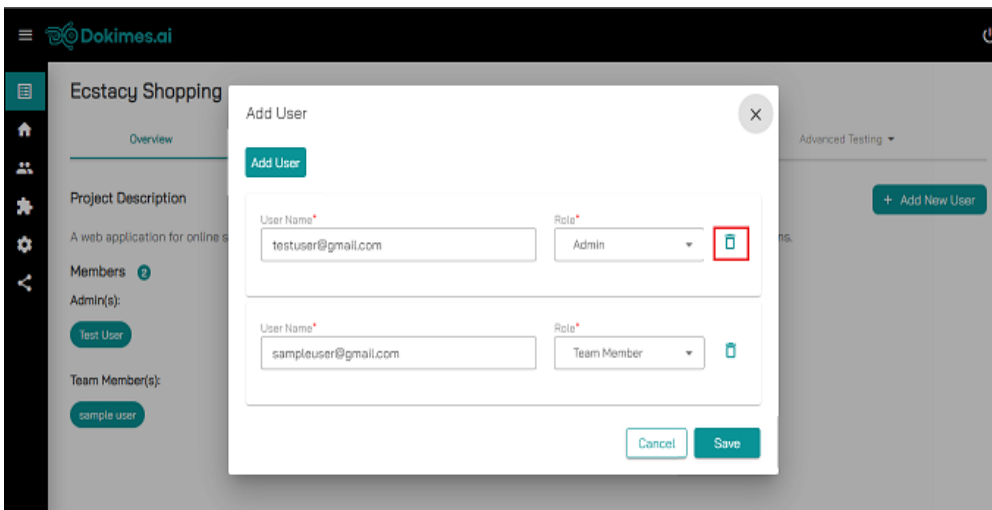 Dokimes.ai
Ecstacy Shopping
Overview
Advanced Testing
Project Description
+ Add New User
A web application for online s
ns.
Members 2
Admin(s):
Test User
Team Member(s):
sample user
Add User
Add User
User Name* Role*
testuser@gmail.com Admin
User Name* Role*
sampleuser@gmail.com Team Member
Cancel Save